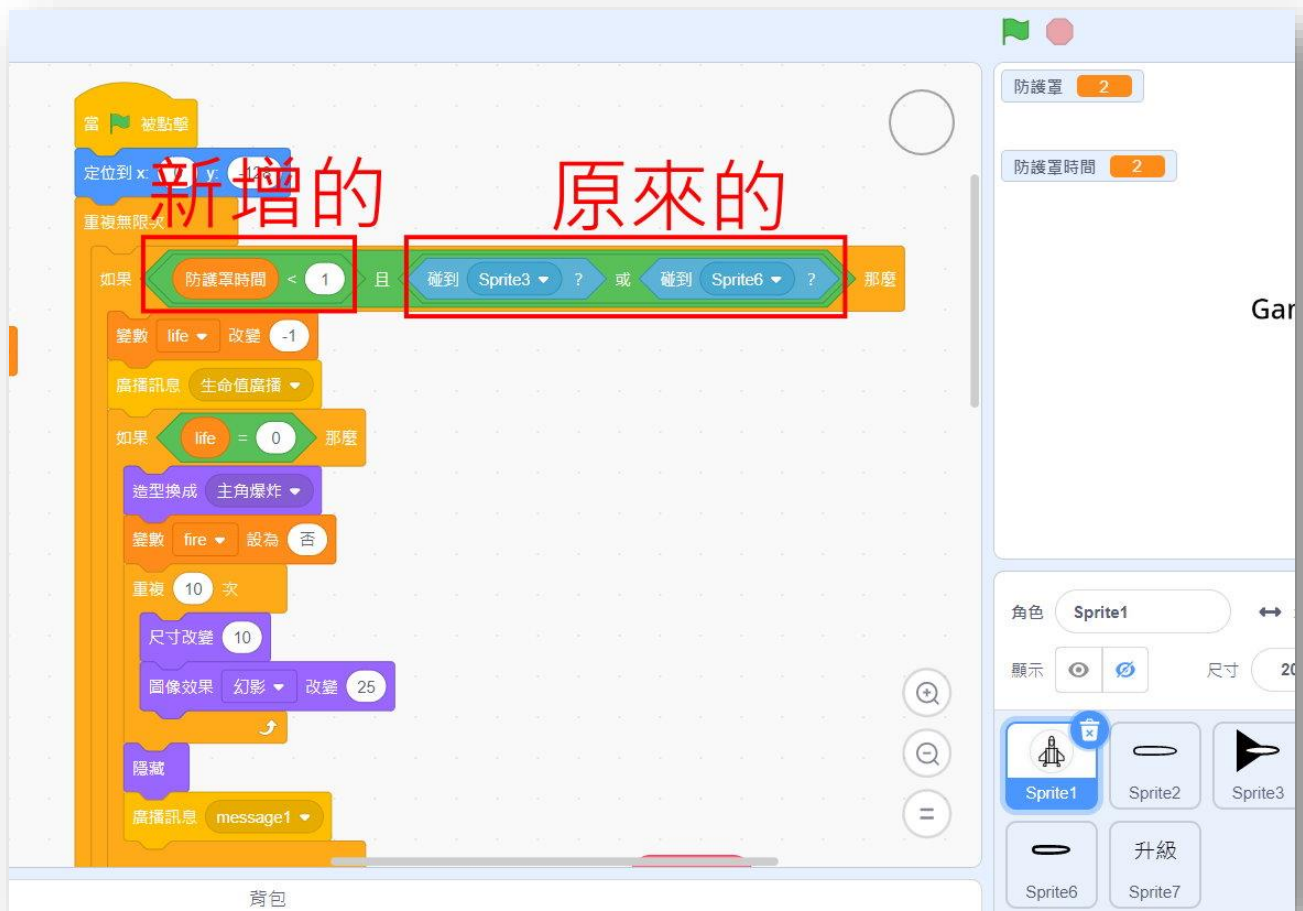 當 被點擊
定位到 x: 0 y: -128
新增的
原來的
重複無限次
如果 防護罩時間 < 1 且 碰到 Sprite3 ? 或 碰到 Sprite6 ? 那麼
變數 life 改變 -1
廣播訊息 生命值廣播
如果 life = 0 那麼
造型換成 主角爆炸
變數 fire 設為 否
重複 10 次
尺寸改變 10
圖像效果 幻影 改變 25
隱藏
廣播訊息 message1
背包
防護罩 2
防護罩時間 2
角色 Sprite1
顯示 尺寸
Sprite1 Sprite2 Sprite3
升級
Sprite6 Sprite7